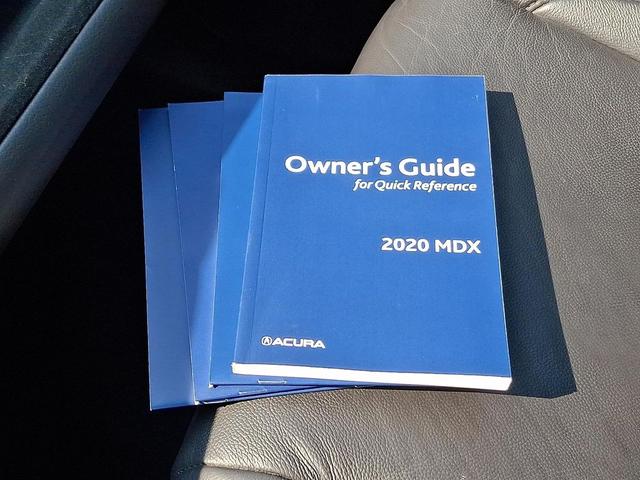 Owner's Guide
for Quick Reference
2020 MDX
ACURA